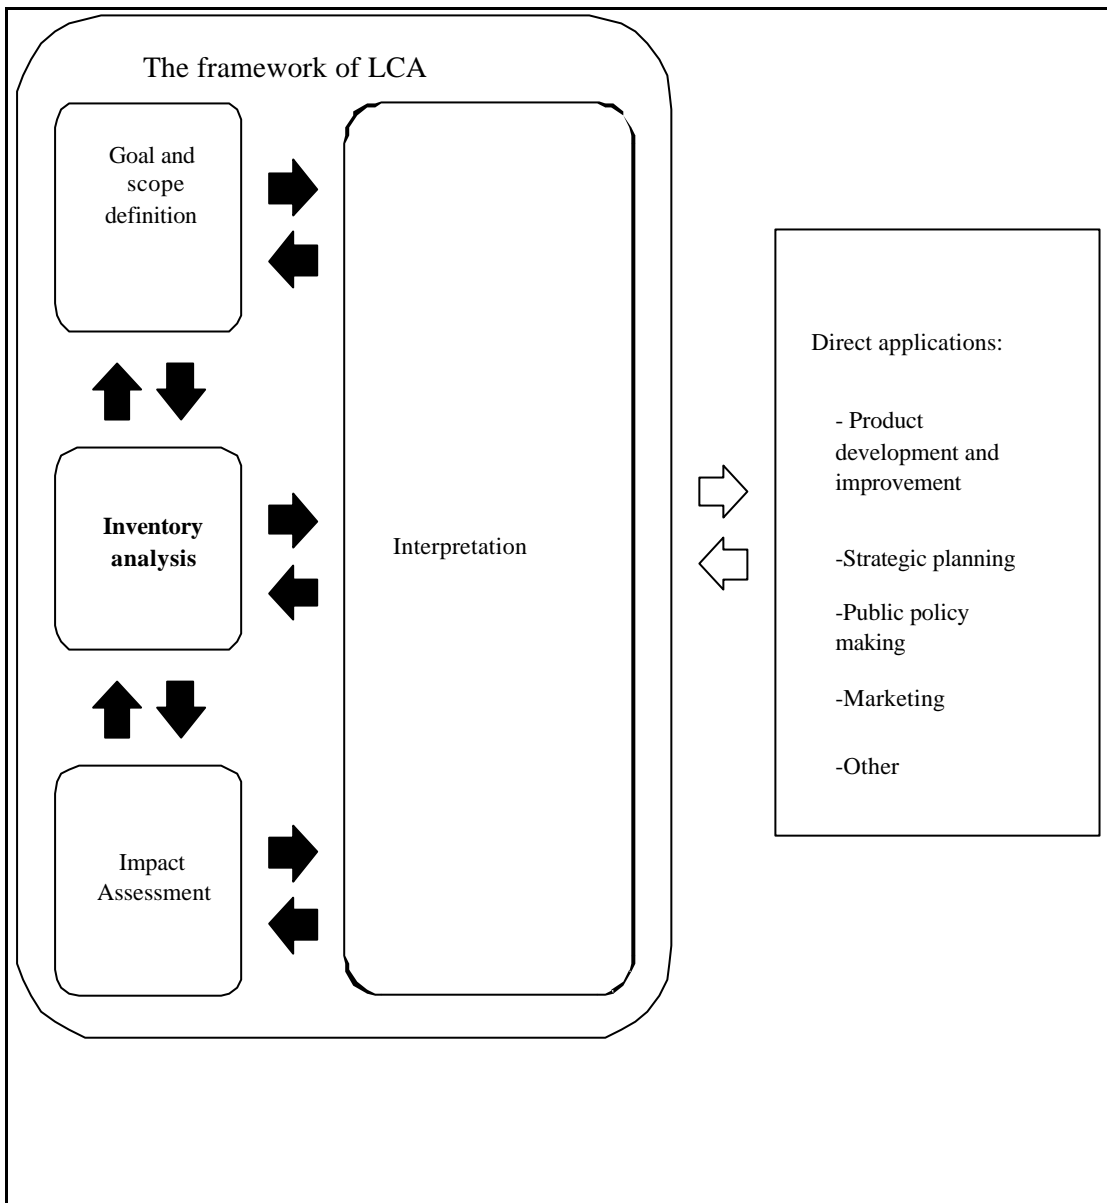 The framework of LCA
Goal and
scope
definition
Inventory
analysis
Impact
Assessment
Interpretation
Direct applications:
- Product
development and
improvement
-Strategic planning
-Public policy
making
-Marketing
-Other